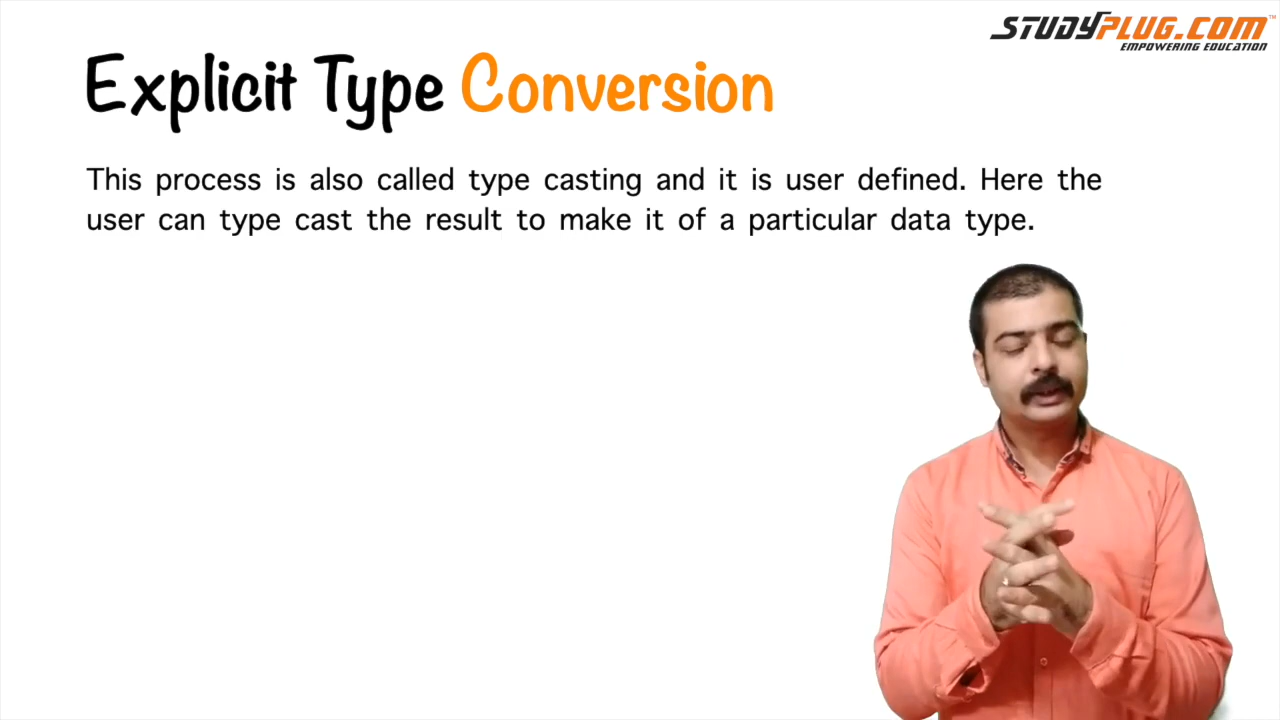 STUDYPLUG.COM™
EMPOWERING EDUCATION
Explicit Type Conversion
This process is also called type casting and it is user defined. Here the
user can type cast the result to make it of a particular data type.